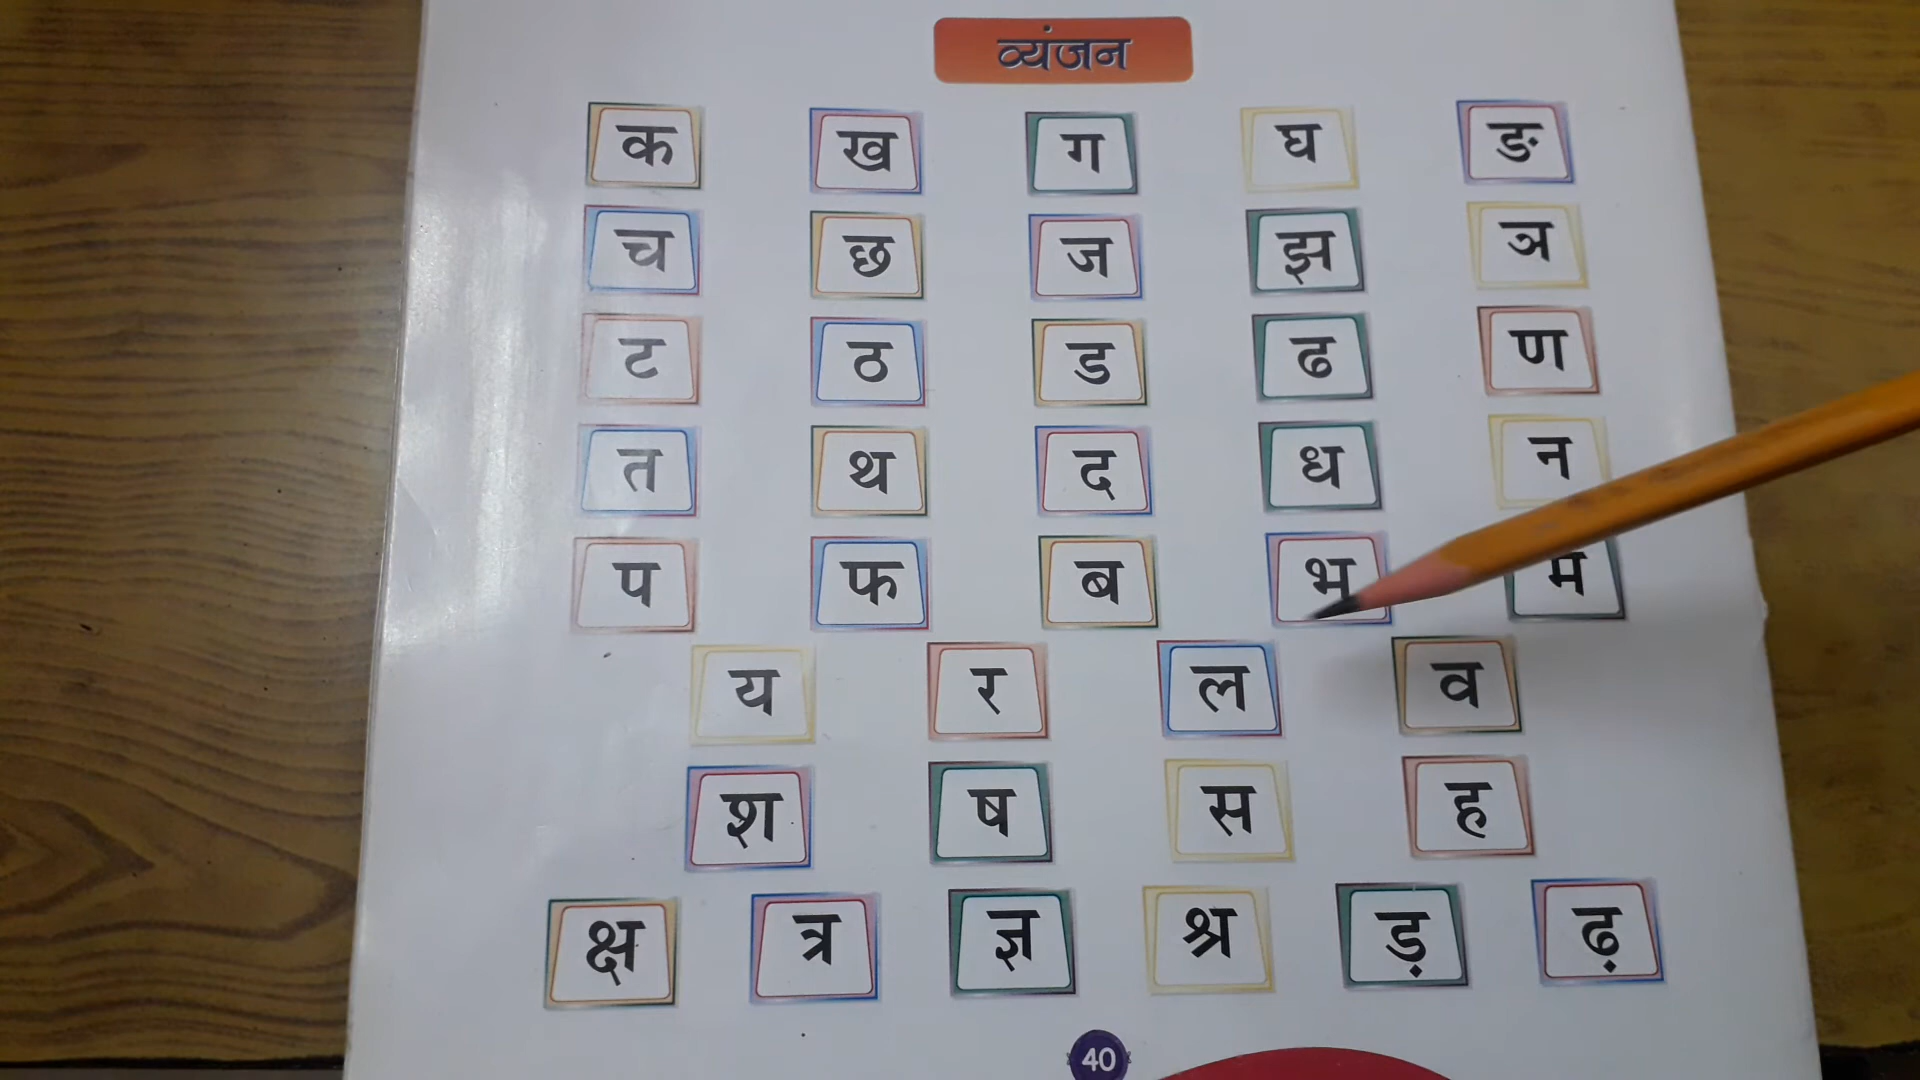 व्यंजन
क ख ग घ ङ
च छ ज झ ञ
ट ठ ड ढ ण
त थ द ध न
प फ ब भ म
य र ल व
श ष स ह
क्ष त्र ज्ञ श्र ड़ ढ़
40